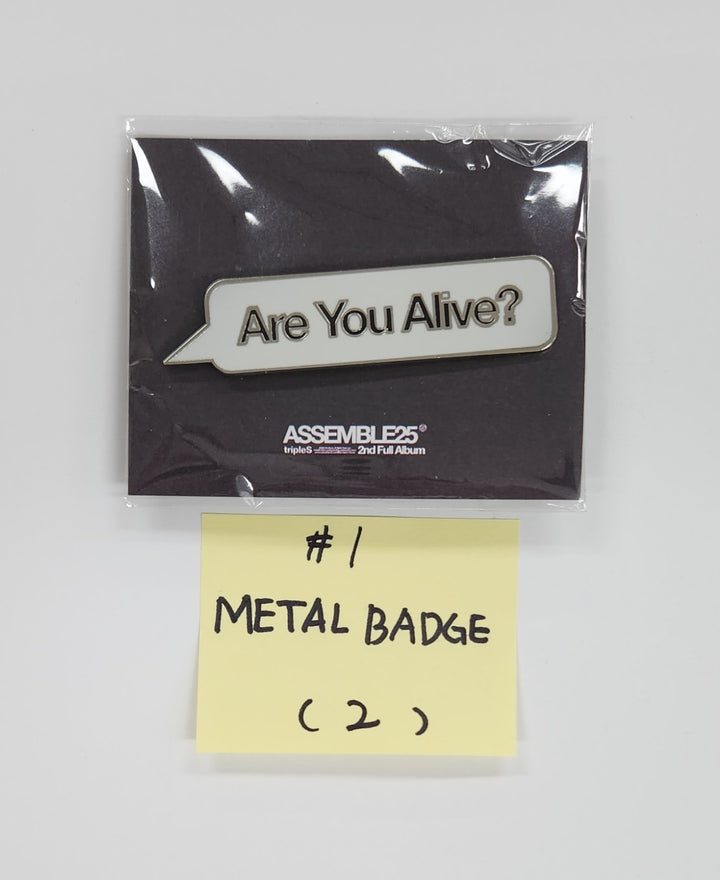 Are You Alive?
ASSEMBLE25
tripleS 2nd Full Album
#1
METAL BADGE
(2)